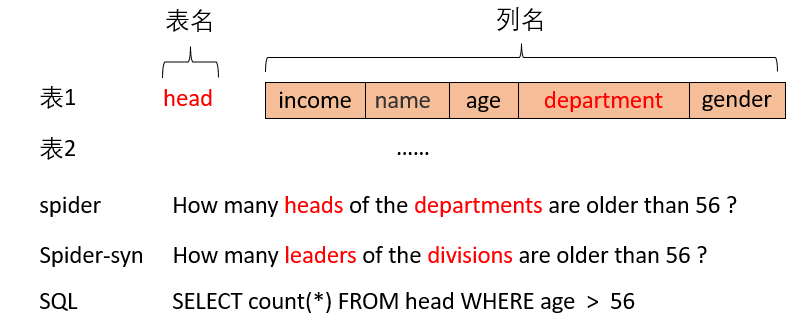 表名 列名
表1 head income name age department gender
表2 ......
spider How many heads of the departments are older than 56 ?
Spider-syn How many leaders of the divisions are older than 56 ?
SQL SELECT count(*) FROM head WHERE age > 56